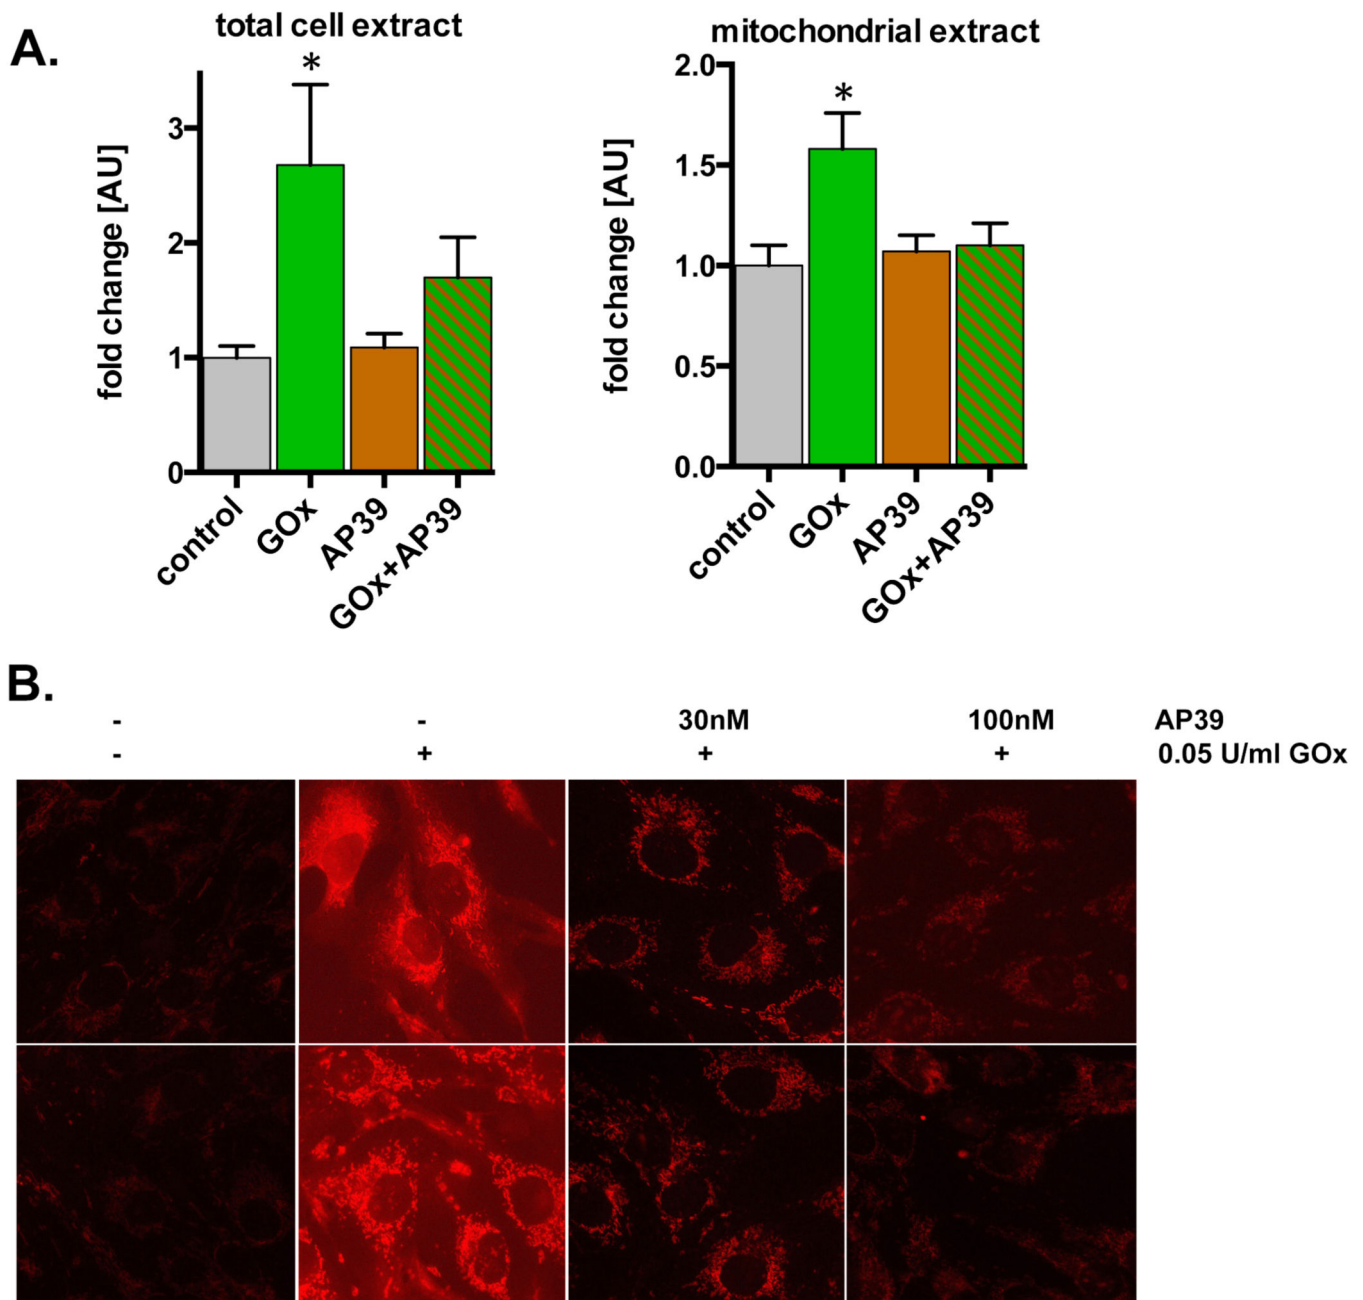 A.
total cell extract
*
3
2
1
0
fold change [AU]
control
GOx
AP39
GOx+AP39
mitochondrial extract
*
2.0
1.5
1.0
0.5
0.0
fold change [AU]
control
GOx
AP39
GOx+AP39
B.
- - 30nM 100nM AP39
- + + + 0.05 U/ml GOx